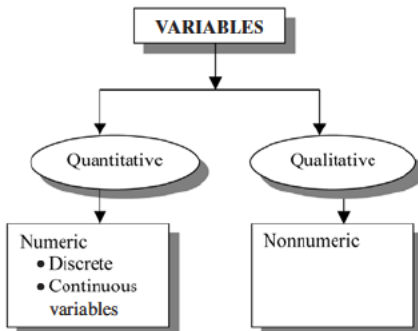 VARIABLES
Quantitative
Qualitative
Numeric
• Discrete
• Continuous
variables
Nonnumeric